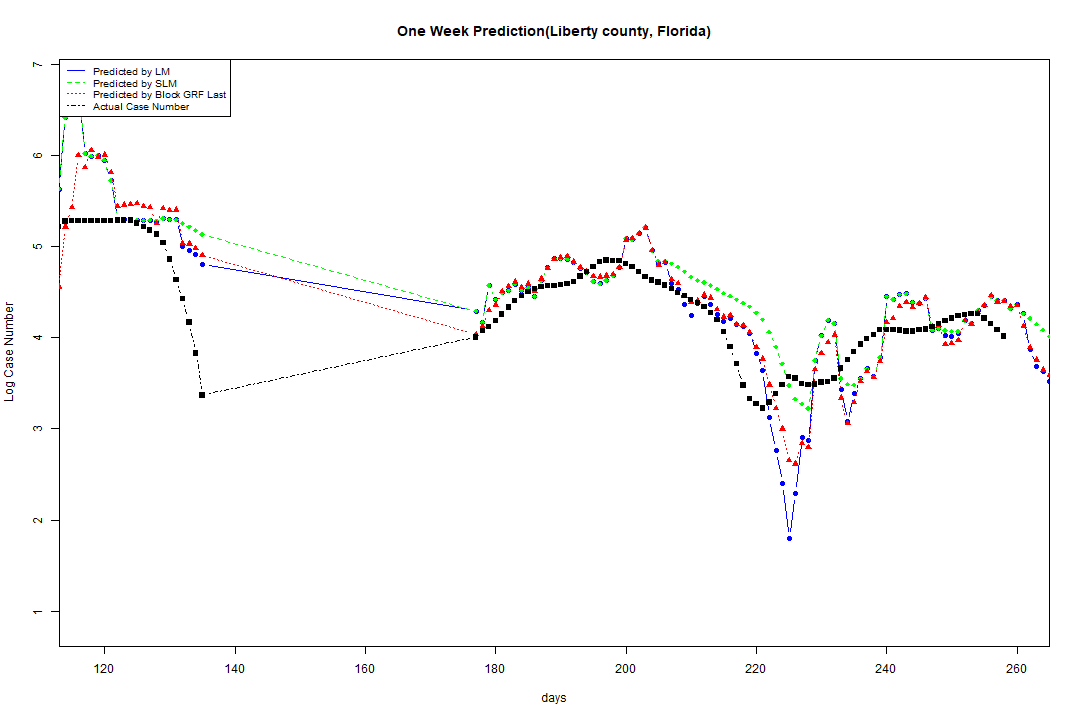 One Week Prediction(Liberty county, Florida)
Predicted by LM
Predicted by SLM
Predicted by Block GRF Last
Actual Case Number
7
6
5
4
3
2
1
Log Case Number
120 140 160 180 200 220 240 260
days